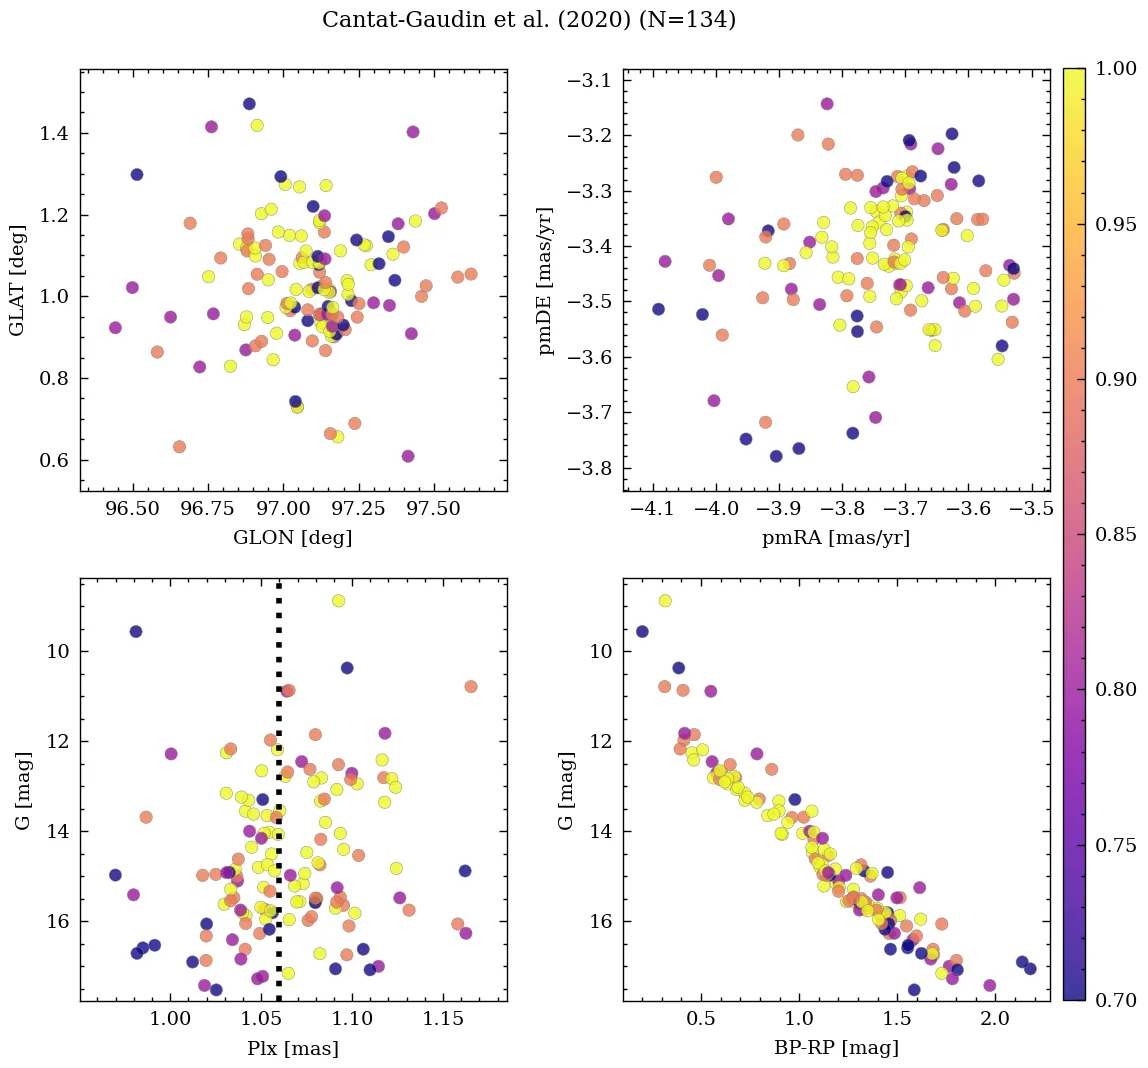 Cantat-Gaudin et al. (2020) (N=134)
1.4
1.2
1.0
0.8
0.6
GLAT [deg]
96.50 96.75 97.00 97.25 97.50
GLON [deg]
−3.1
−3.2
−3.3
−3.4
−3.5
−3.6
−3.7
−3.8
pmDE [mas/yr]
−4.1 −4.0 −3.9 −3.8 −3.7 −3.6 −3.5
pmRA [mas/yr]
10
12
14
16
G [mag]
1.00 1.05 1.10 1.15
Plx [mas]
10
12
14
16
G [mag]
0.5 1.0 1.5 2.0
BP-RP [mag]
1.00
0.95
0.90
0.85
0.80
0.75
0.70